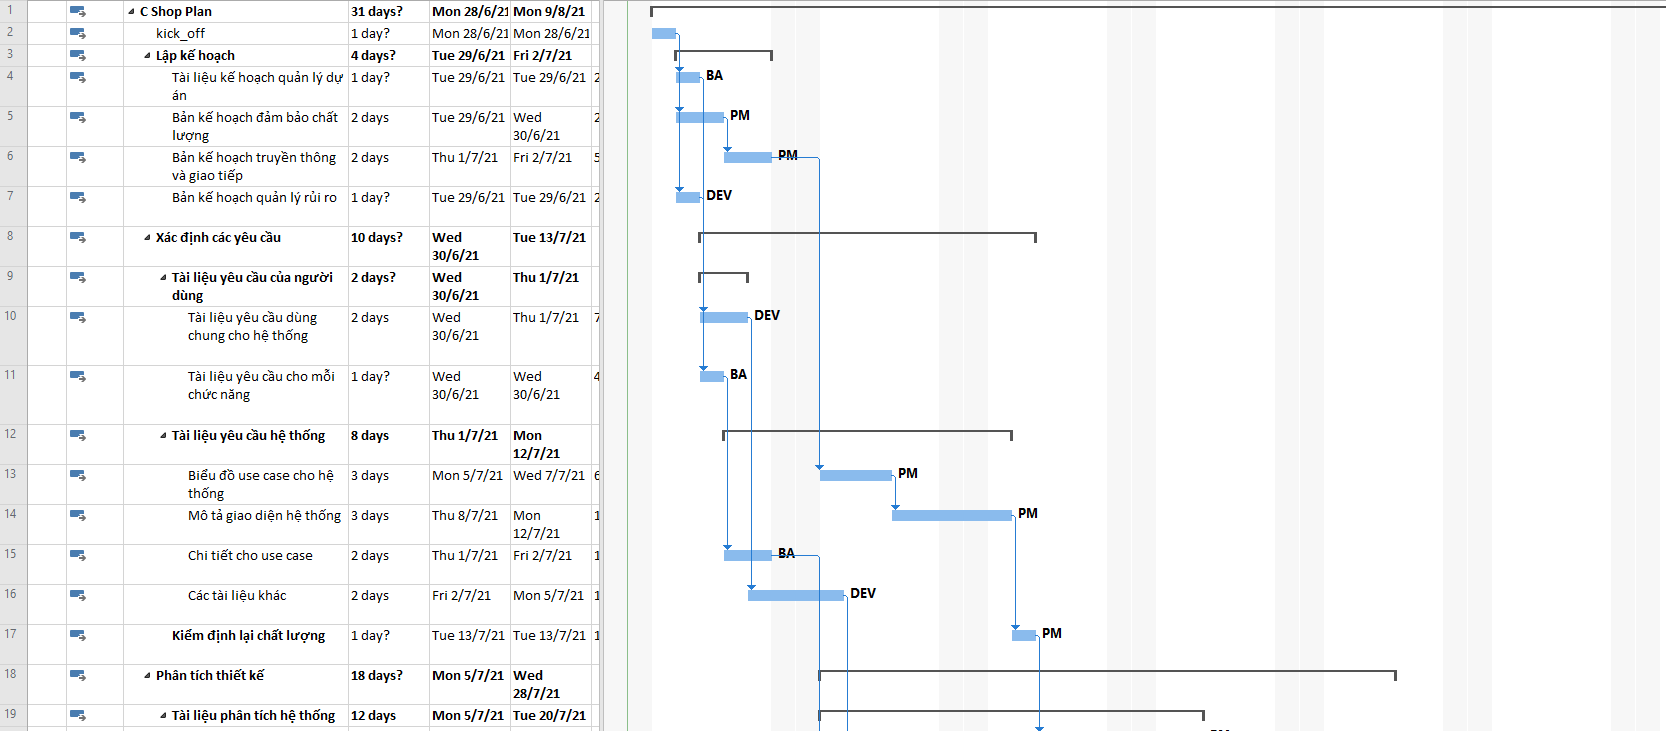 1 C Shop Plan 31 days? Mon 28/6/21 Mon 9/8/21
2 kick_off 1 day? Mon 28/6/21 Mon 28/6/21
3 Lập kế hoạch 4 days? Tue 29/6/21 Fri 2/7/21
4 Tài liệu kế hoạch quản lý dự 1 day? Tue 29/6/21 Tue 29/6/21 2 BA
án
5 Bản kế hoạch đảm bảo chất 2 days Tue 29/6/21 Wed 2 PM
lượng 30/6/21
6 Bản kế hoạch truyền thông 2 days Thu 1/7/21 Fri 2/7/21 5 PM
và giao tiếp
7 Bản kế hoạch quản lý rủi ro 1 day? Tue 29/6/21 Tue 29/6/21 2 DEV
8 Xác định các yêu cầu 10 days? Wed Tue 13/7/21
30/6/21
9 Tài liệu yêu cầu của người 2 days? Wed Thu 1/7/21
dùng 30/6/21
10 Tài liệu yêu cầu dùng 2 days Wed Thu 1/7/21 7 DEV
chung cho hệ thống 30/6/21
11 Tài liệu yêu cầu cho mỗi 1 day? Wed Wed 4 BA
chức năng 30/6/21 30/6/21
12 Tài liệu yêu cầu hệ thống 8 days Thu 1/7/21 Mon
12/7/21
13 Biểu đồ use case cho hệ 3 days Mon 5/7/21 Wed 7/7/21 6 PM
thống
14 Mô tả giao diện hệ thống 3 days Thu 8/7/21 Mon 1 PM
12/7/21
15 Chi tiết cho use case 2 days Thu 1/7/21 Fri 2/7/21 1 BA
16 Các tài liệu khác 2 days Fri 2/7/21 Mon 5/7/21 1 DEV
17 Kiểm định lại chất lượng 1 day? Tue 13/7/21 Tue 13/7/21 1 PM
18 Phân tích thiết kế 18 days? Mon 5/7/21 Wed
28/7/21
19 Tài liệu phân tích hệ thống 12 days Mon 5/7/21 Tue 20/7/21